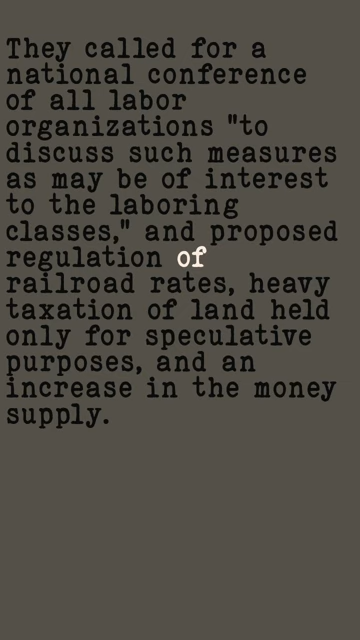 They called for a
national conference
of all labor
organizations "to
discuss such measures
as may be of interest
to the laboring
classes," and proposed
regulation of
railroad rates, heavy
taxation of land held
only for speculative
purposes, and an
increase in the money
supply.